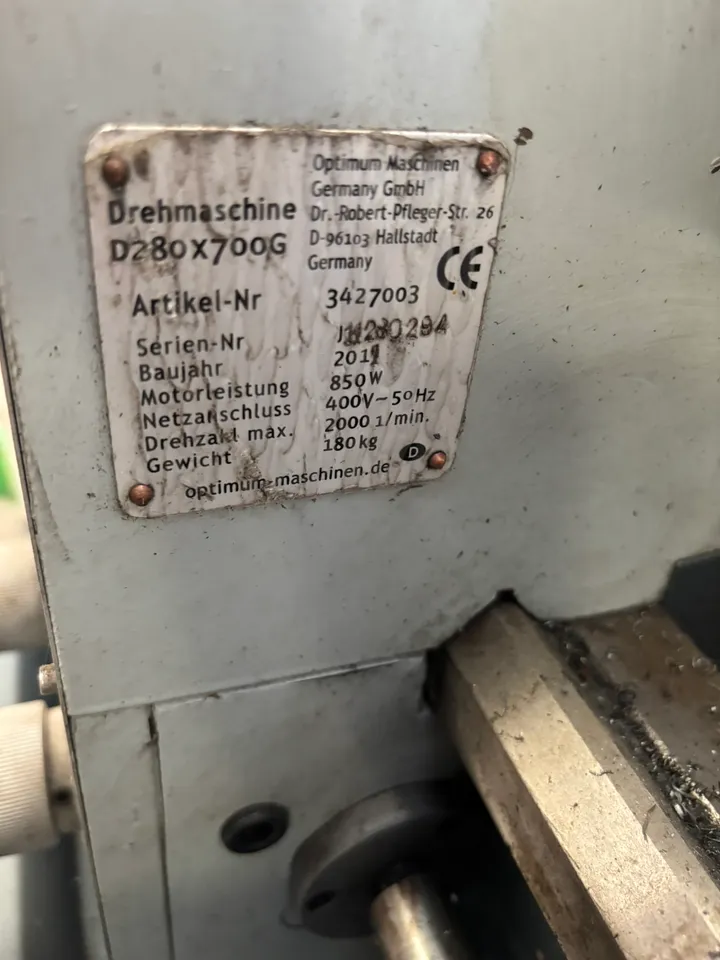 Optimum Maschinen
Germany GmbH
Dr.-Robert-Pfleger-Str. 26
D-96103 Hallstadt
Germany
CE
Drehmaschine
D280X700G
Artikel-Nr 3427003
Serien-Nr
Baujahr 2011
Motorleistung 850W
Netzanschluss 400V~50Hz
Drehzahl max. 2000 1/min.
Gewicht 180kg
optimum-maschinen.de D